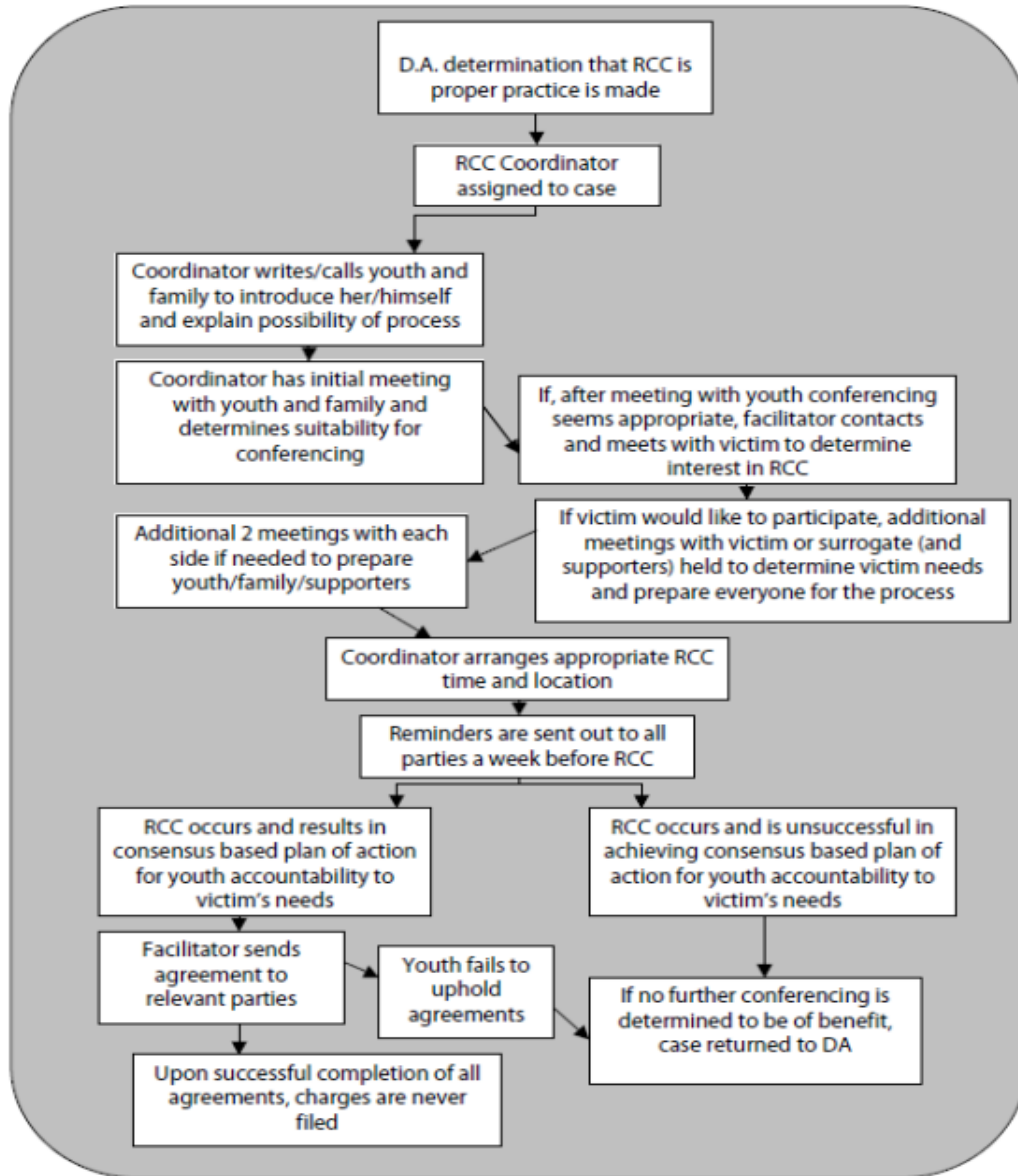 D.A. determination that RCC is
proper practice is made
RCC Coordinator
assigned to case
Coordinator writes/calls youth and
family to introduce her/himself
and explain possibility of process
Coordinator has initial meeting
with youth and family and
determines suitability for
conferencing
If, after meeting with youth conferencing
seems appropriate, facilitator contacts
and meets with victim to determine
interest in RCC
If victim would like to participate, additional
meetings with victim or surrogate (and
supporters) held to determine victim needs
and prepare everyone for the process
Additional 2 meetings with each
side if needed to prepare
youth/family/supporters
Coordinator arranges appropriate RCC
time and location
Reminders are sent out to all
parties a week before RCC
RCC occurs and results in
consensus based plan of action
for youth accountability to
victim's needs
RCC occurs and is unsuccessful in
achieving consensus based plan of
action for youth accountability to
victim's needs
Facilitator sends
agreement to
relevant parties
Youth fails to
uphold
agreements
If no further conferencing is
determined to be of benefit,
case returned to DA
Upon successful completion of all
agreements, charges are never
filed